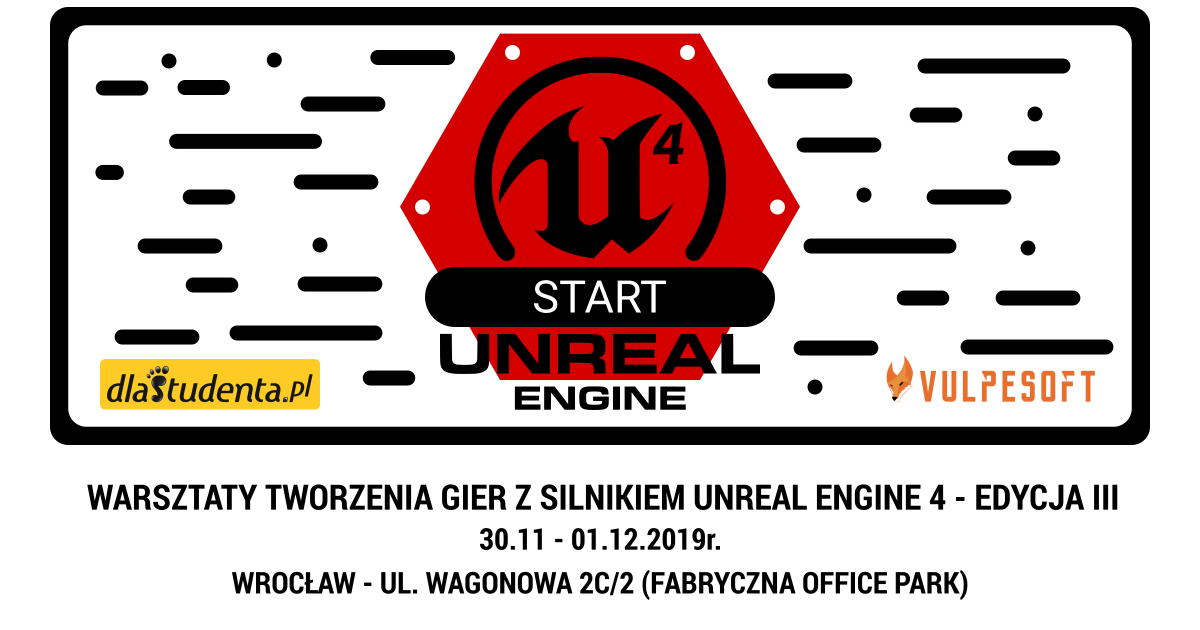 4
START
UNREAL
ENGINE
dlaStudenta.pl
VULPESOFT
WARSZTATY TWORZENIA GIER Z SILNIKIEM UNREAL ENGINE 4 - EDYCJA III
30.11 - 01.12.2019r.
WROCŁAW - UL. WAGONOWA 2C/2 (FABRYCZNA OFFICE PARK)